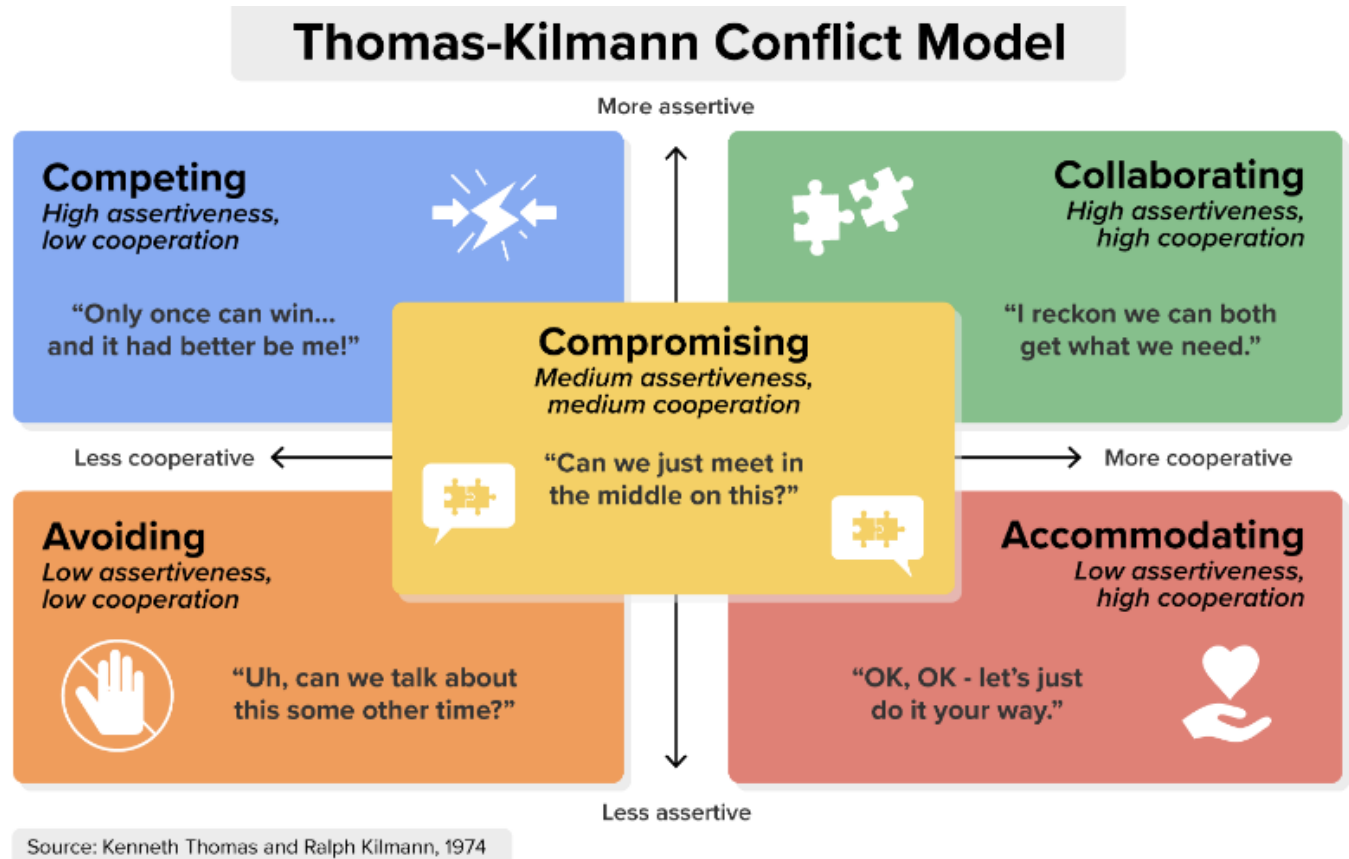 Thomas-Kilmann Conflict Model
More assertive
Competing
High assertiveness,
low cooperation
“Only once can win...
and it had better be me!”
Collaborating
High assertiveness,
high cooperation
“I reckon we can both
get what we need.”
Compromising
Medium assertiveness,
medium cooperation
“Can we just meet in
the middle on this?”
Less cooperative
More cooperative
Avoiding
Low assertiveness,
low cooperation
“Uh, can we talk about
this some other time?”
Accommodating
Low assertiveness,
high cooperation
“OK, OK - let’s just
do it your way.”
Less assertive
Source: Kenneth Thomas and Ralph Kilmann, 1974